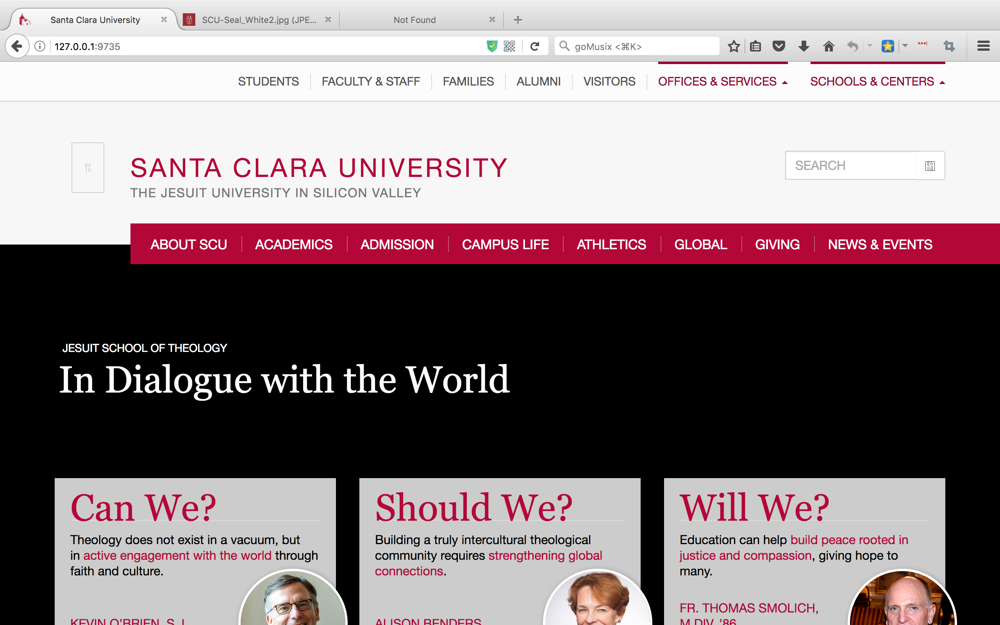 Santa Clara University
SCU-Seal_White2.jpg (JPE...
Not Found
127.0.0.1:9735
goMusix <⌘K>
STUDENTS
FACULTY & STAFF
FAMILIES
ALUMNI
VISITORS
OFFICES & SERVICES
SCHOOLS & CENTERS
SANTA CLARA UNIVERSITY
THE JESUIT UNIVERSITY IN SILICON VALLEY
SEARCH
ABOUT SCU
ACADEMICS
ADMISSION
CAMPUS LIFE
ATHLETICS
GLOBAL
GIVING
NEWS & EVENTS
JESUIT SCHOOL OF THEOLOGY
In Dialogue with the World
Can We?
Theology does not exist in a vacuum, but
in active engagement with the world through
faith and culture.
KEVIN O’BRIEN, S.J.
Should We?
Building a truly intercultural theological
community requires strengthening global
connections.
ALISON BENDERS
Will We?
Education can help build peace rooted in
justice and compassion, giving hope to
many.
FR. THOMAS SMOLICH,
M.DIV. ’86